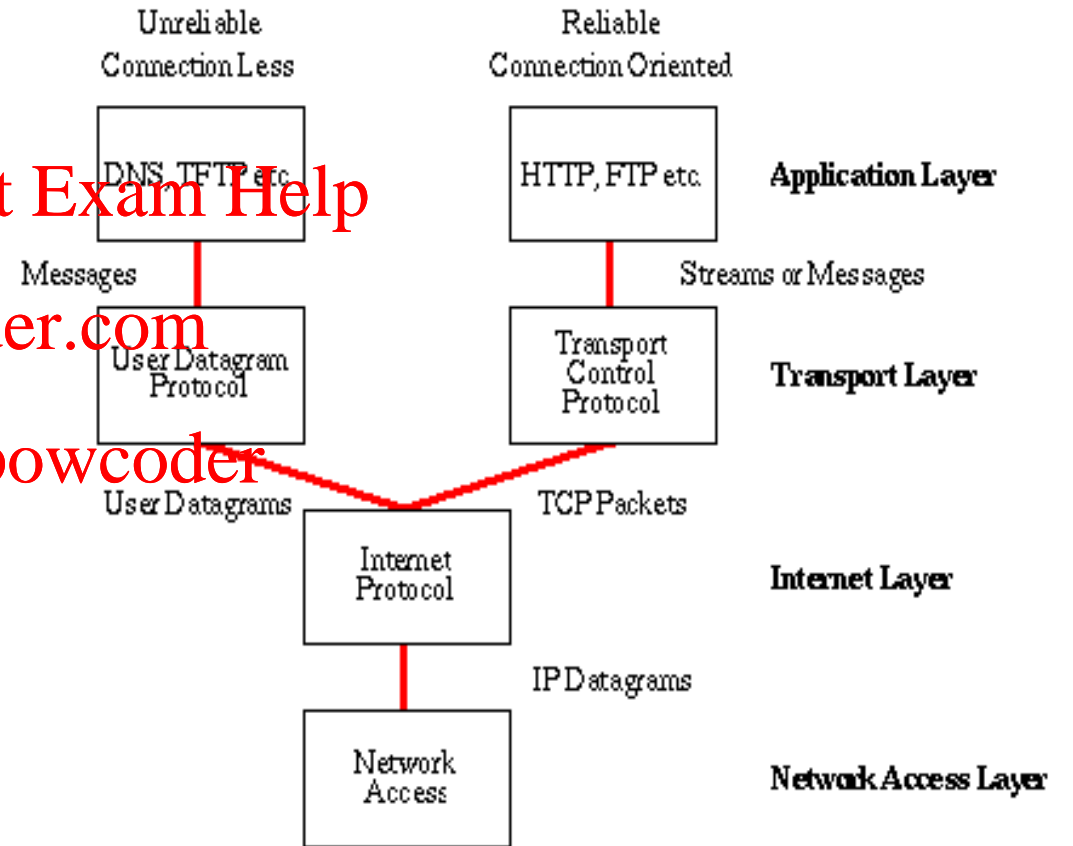 Unreliable
Connection Less
Reliable
Connection Oriented
DNS, TFTP etc
HTTP, FTP etc.
Application Layer
t Exam Help
Messages
Streams or Messages
er.com
User Datagram
Protocol
Transport
Control
Protocol
Transport Layer
owcoder
User Datagrams
TCP Packets
Internet
Protocol
Internet Layer
IP Datagrams
Network
Access
Network Access Layer